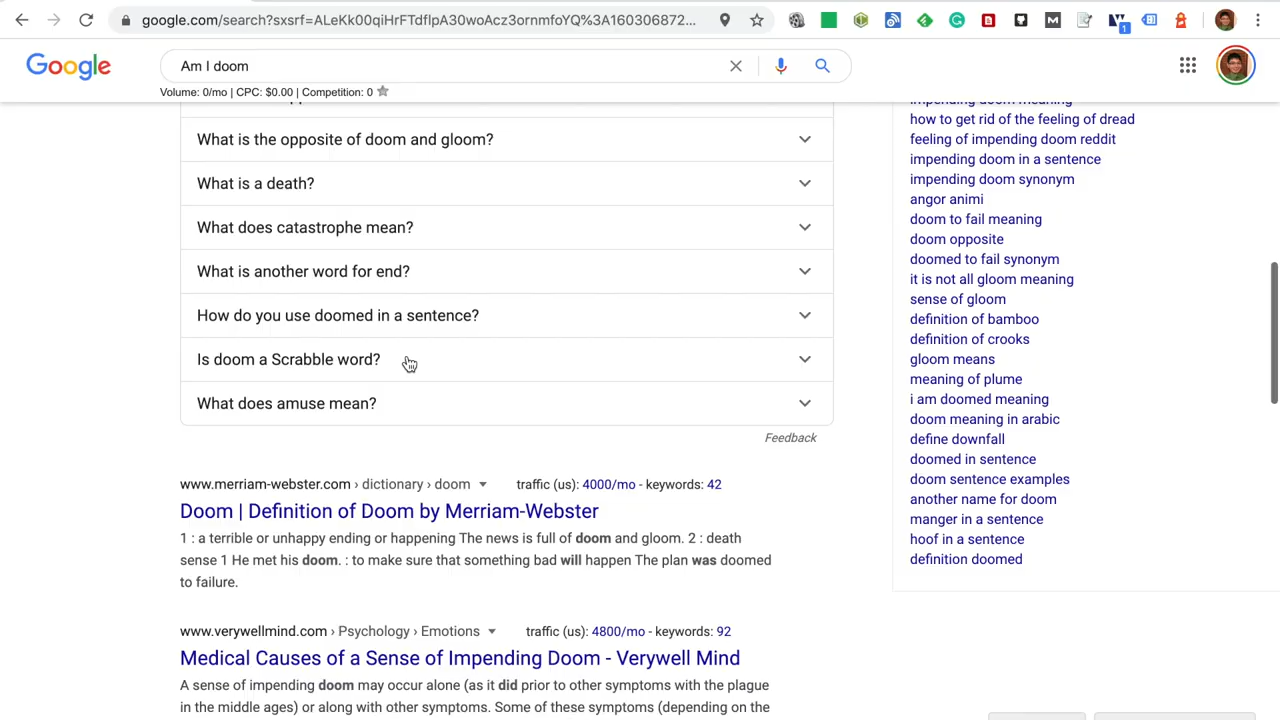 google.com/search?sxsrf=ALeKk00qiHrFTdflpA30woAcz3ornmfoYQ%3A160306872...
1
Google
Am I doom
Volume: 0/mo | CPC: $0.00 | Competition: 0
What is the opposite of doom and gloom?
What is a death?
What does catastrophe mean?
What is another word for end?
How do you use doomed in a sentence?
Is doom a Scrabble word?
What does amuse mean?
Feedback
www.merriam-webster.com › dictionary › doom traffic (us): 4000/mo - keywords: 42
Doom | Definition of Doom by Merriam-Webster
1 : a terrible or unhappy ending or happening The news is full of doom and gloom. 2 : death
sense 1 He met his doom. : to make sure that something bad will happen The plan was doomed
to failure.
www.verywellmind.com › Psychology › Emotions traffic (us): 4800/mo - keywords: 92
Medical Causes of a Sense of Impending Doom - Verywell Mind
A sense of impending doom may occur alone (as it did prior to other symptoms with the plague
in the middle ages) or along with other symptoms. Some of these symptoms (depending on the
impending doom meaning
how to get rid of the feeling of dread
feeling of impending doom reddit
impending doom in a sentence
impending doom synonym
angor animi
doom to fail meaning
doom opposite
doomed to fail synonym
it is not all gloom meaning
sense of gloom
definition of bamboo
definition of crooks
gloom means
meaning of plume
i am doomed meaning
doom meaning in arabic
define downfall
doomed in sentence
doom sentence examples
another name for doom
manger in a sentence
hoof in a sentence
definition doomed